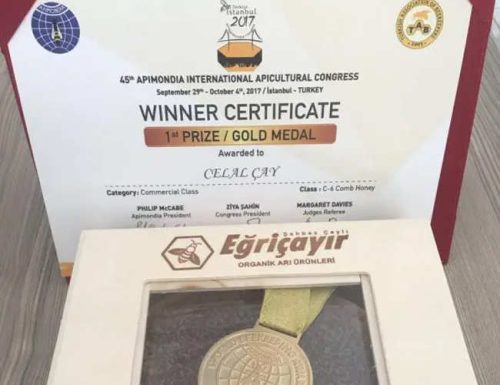 Türkiye
İstanbul
2017
45th APIMONDIA INTERNATIONAL APICULTURAL CONGRESS
September 29th - October 4th, 2017 / İstanbul - TURKEY
WINNER CERTIFICATE
1st PRIZE / GOLD MEDAL
Awarded to
CELAL ÇAY
Category: Commercial Class
Class : C-6 Comb Honey
PHILIP McCABE
Apimondia President
ZİYA ŞAHİN
Congress President
MARGARET DAVIES
Judges Referee
Eğriçayır
ORGANİK ARI ÜRÜNLERİ